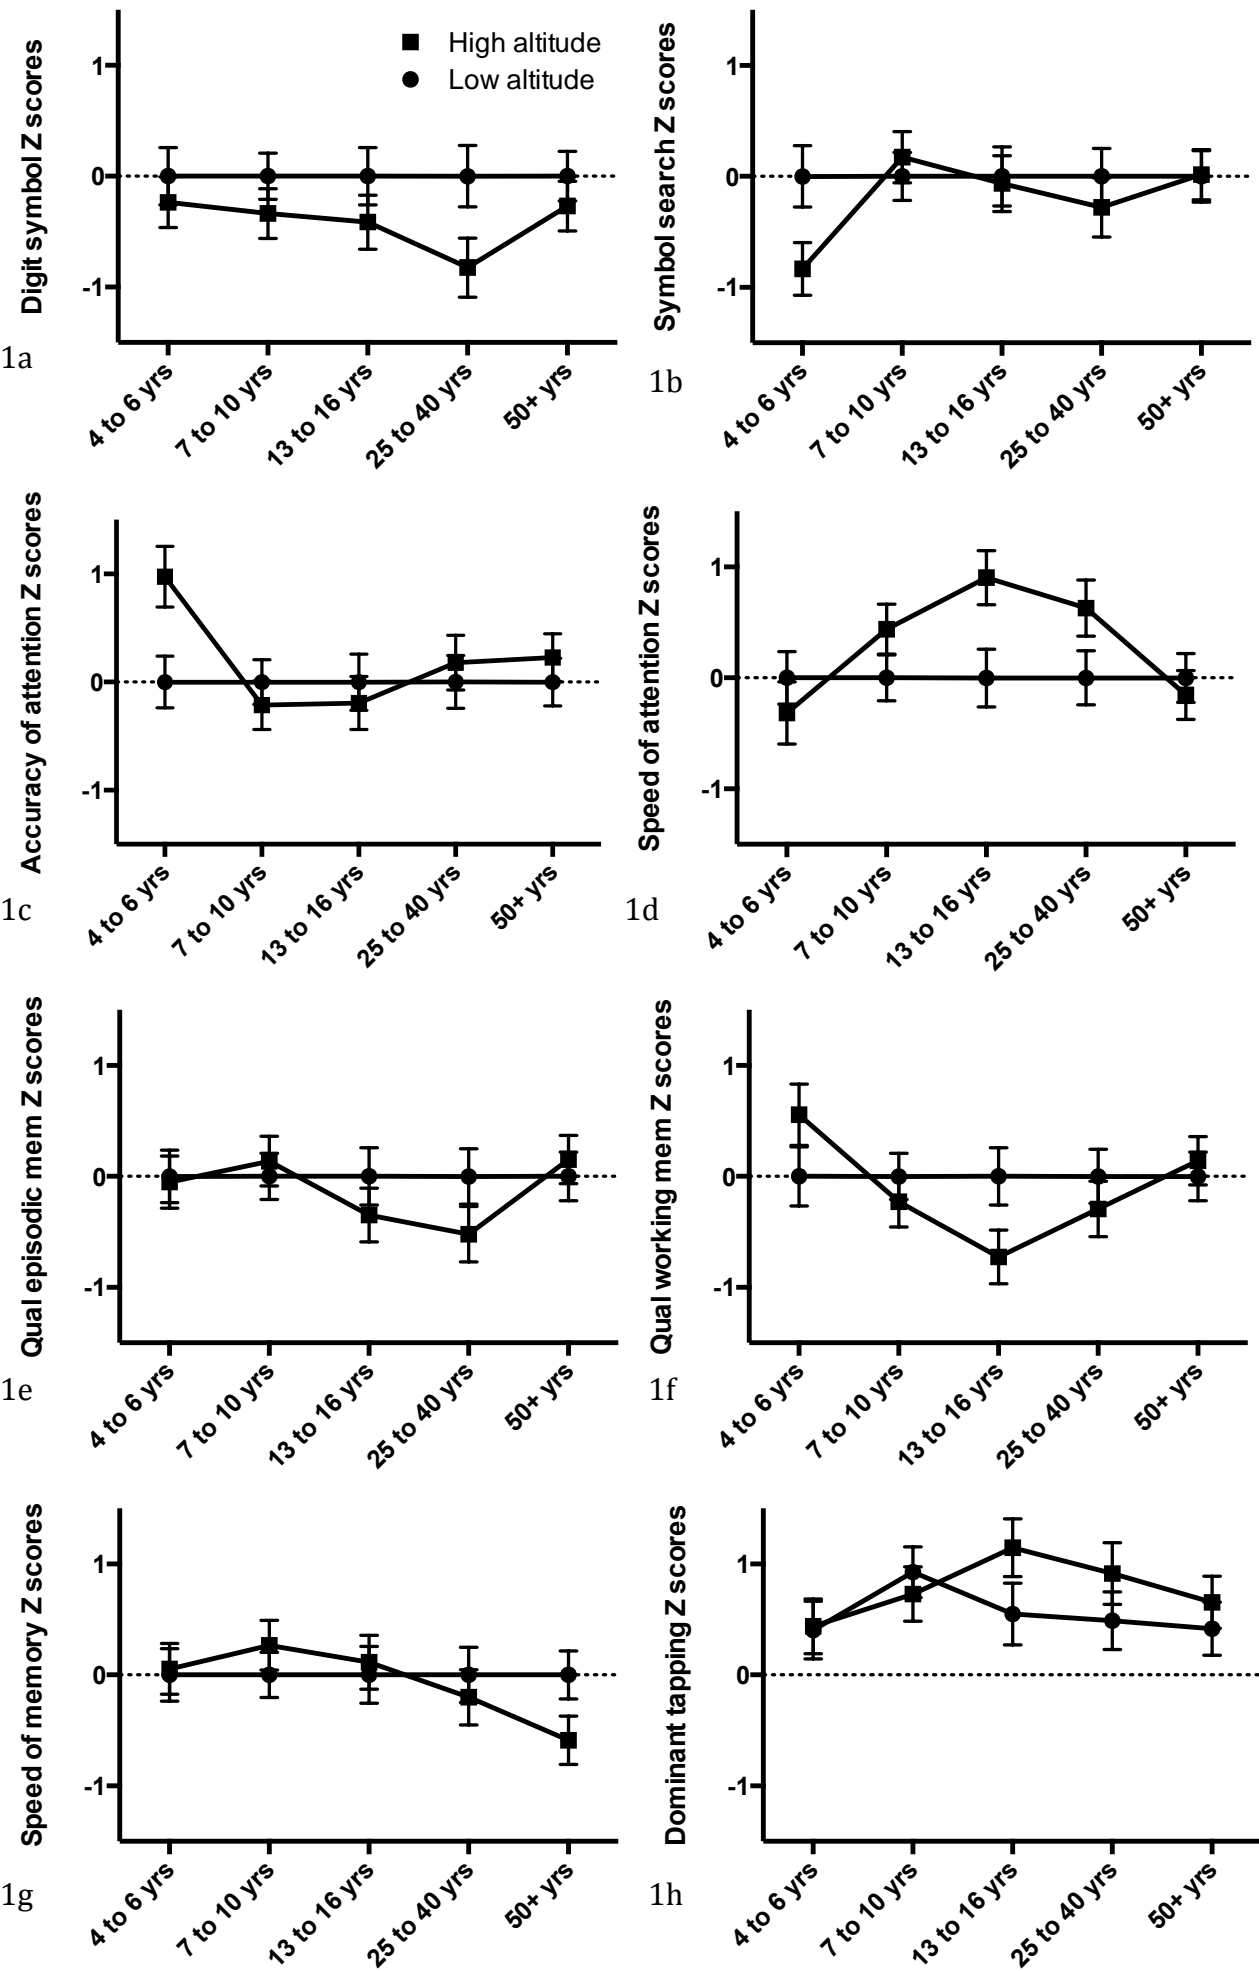 Digit symbol Z scores
1
0
-1
High altitude
Low altitude
4 to 6 yrs
7 to 10 yrs
13 to 16 yrs
25 to 40 yrs
50+ yrs
1a
Symbol search Z scores
1
0
-1
4 to 6 yrs
7 to 10 yrs
13 to 16 yrs
25 to 40 yrs
50+ yrs
1b
Accuracy of attention Z scores
1
0
-1
4 to 6 yrs
7 to 10 yrs
13 to 16 yrs
25 to 40 yrs
50+ yrs
1c
Speed of attention Z scores
1
0
-1
4 to 6 yrs
7 to 10 yrs
13 to 16 yrs
25 to 40 yrs
50+ yrs
1d
Qual episodic mem Z scores
1
0
-1
4 to 6 yrs
7 to 10 yrs
13 to 16 yrs
25 to 40 yrs
50+ yrs
1e
Qual working mem Z scores
1
0
-1
4 to 6 yrs
7 to 10 yrs
13 to 16 yrs
25 to 40 yrs
50+ yrs
1f
Speed of memory Z scores
1
0
-1
4 to 6 yrs
7 to 10 yrs
13 to 16 yrs
25 to 40 yrs
50+ yrs
1g
Dominant tapping Z scores
1
0
-1
4 to 6 yrs
7 to 10 yrs
13 to 16 yrs
25 to 40 yrs
50+ yrs
1h